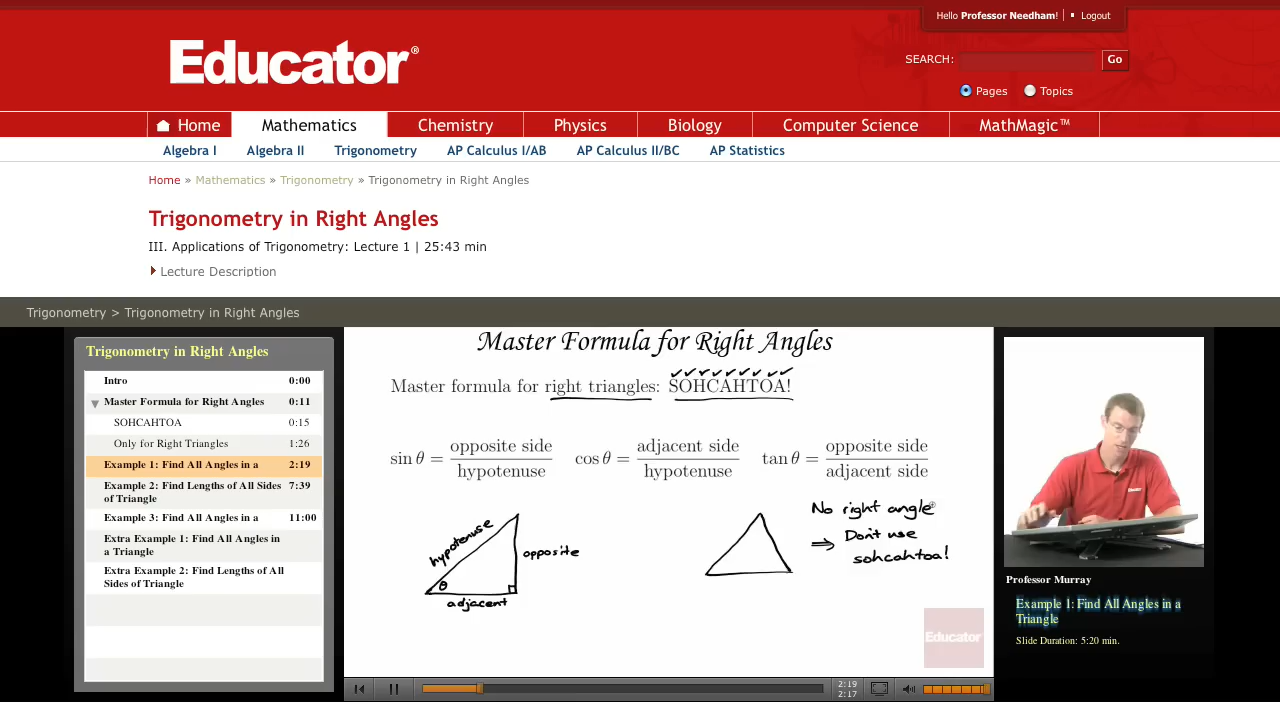 Hello Professor Needham! Logout
Educator®
SEARCH: Go
Pages Topics
Home Mathematics Chemistry Physics Biology Computer Science MathMagic™
Algebra I Algebra II Trigonometry AP Calculus I/AB AP Calculus II/BC AP Statistics
Home » Mathematics » Trigonometry » Trigonometry in Right Angles
Trigonometry in Right Angles
III. Applications of Trigonometry: Lecture 1 | 25:43 min
Lecture Description
Trigonometry > Trigonometry in Right Angles
Trigonometry in Right Angles
Intro 0:00
Master Formula for Right Angles 0:11
SOHCAHTOA 0:15
Only for Right Triangles 1:26
Example 1: Find All Angles in a 2:19
Example 2: Find Lengths of All Sides 7:39
of Triangle
Example 3: Find All Angles in a 11:00
Extra Example 1: Find All Angles in
a Triangle
Extra Example 2: Find Lengths of All
Sides of Triangle
Master Formula for Right Angles
Master formula for right triangles: SOHCAHTOA!
sin θ = opposite side / hypotenuse cos θ = adjacent side / hypotenuse tan θ = opposite side / adjacent side
hypotenuse
opposite
θ
adjacent
No right angle
⇒ Don't use
sohcahtoa!
Educator
2:19
2:17
Educator
Professor Murray
Example 1: Find All Angles in a
Triangle
Slide Duration: 5:20 min.